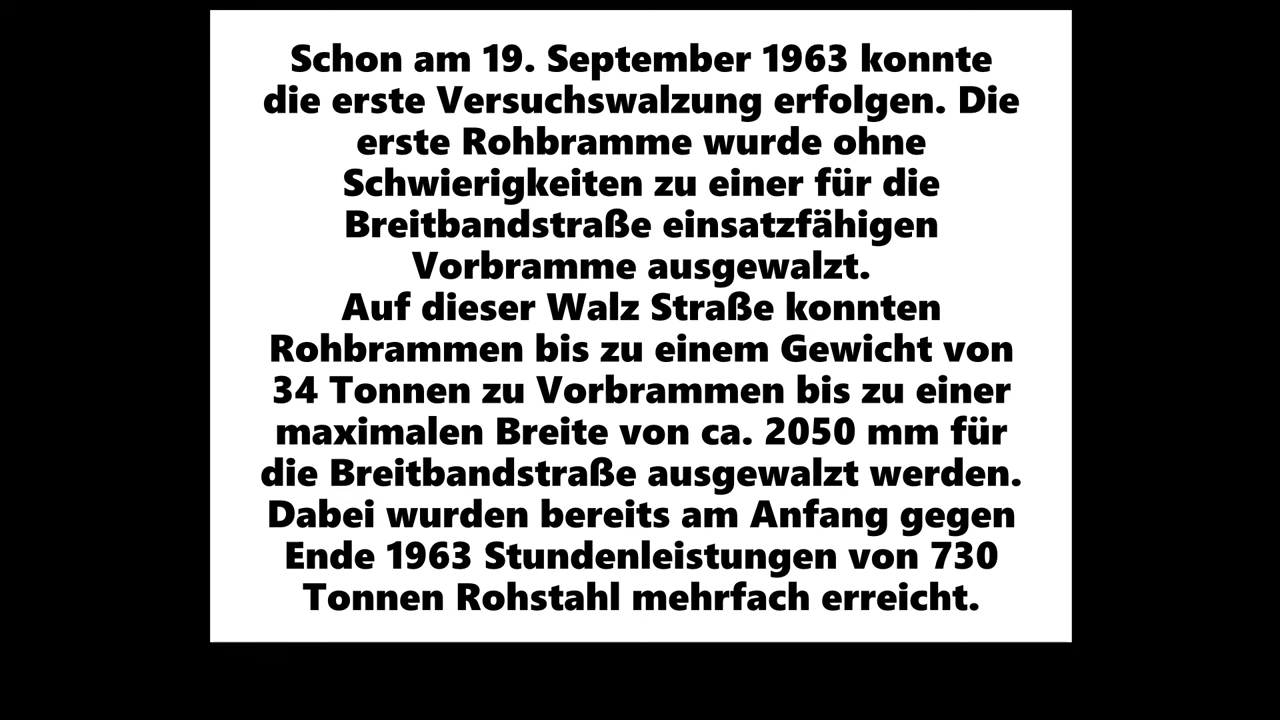 Schon am 19. September 1963 konnte
die erste Versuchswalzung erfolgen. Die
erste Rohbramme wurde ohne
Schwierigkeiten zu einer für die
Breitbandstraße einsatzfähigen
Vorbramme ausgewalzt.
Auf dieser Walz Straße konnten
Rohbrammen bis zu einem Gewicht von
34 Tonnen zu Vorbrammen bis zu einer
maximalen Breite von ca. 2050 mm für
die Breitbandstraße ausgewalzt werden.
Dabei wurden bereits am Anfang gegen
Ende 1963 Stundenleistungen von 730
Tonnen Rohstahl mehrfach erreicht.